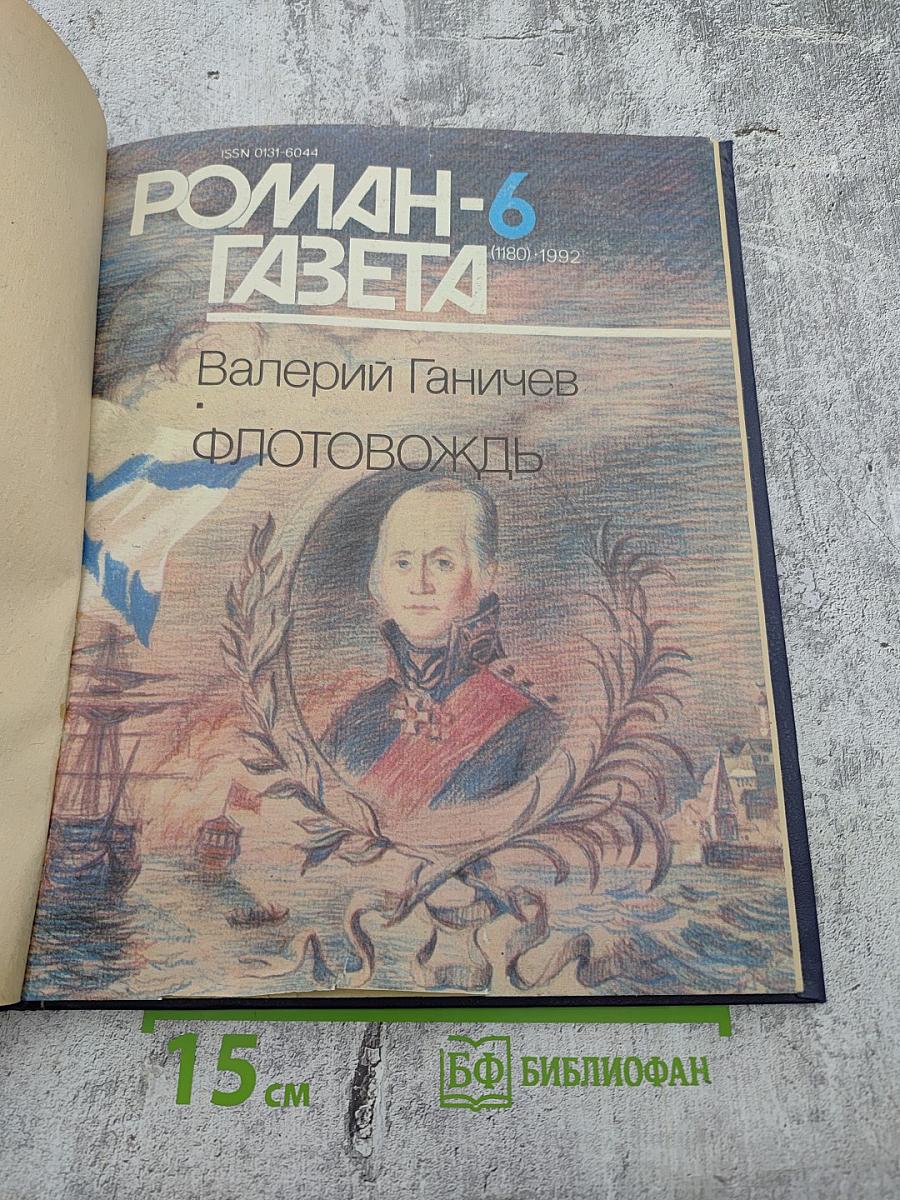 ISSN 0131-6044
РОМАН-6
ГАЗЕТА (1180)·1992
Валерий Ганичев
ФЛОТОВОЖДЬ
15 см
БФ БИБЛИОФАН